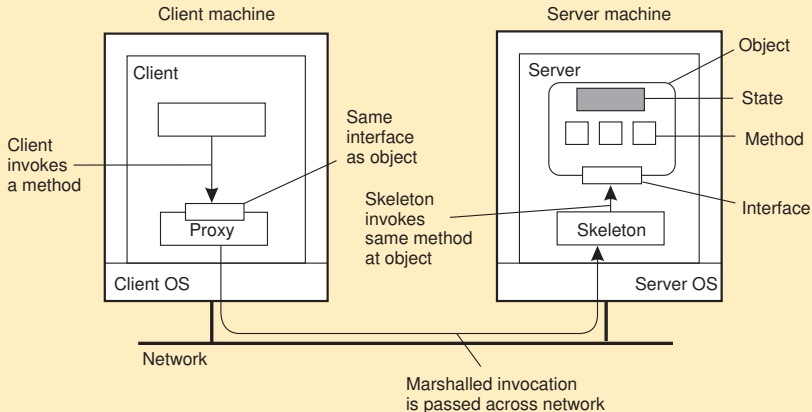 Client machine
Server machine
Object
Client
Server
State
Client
invokes
a method
Same
interface
as object
Method
Skeleton
invokes
same method
at object
Interface
Proxy
Skeleton
Client OS
Server OS
Network
Marshalled invocation
is passed across network